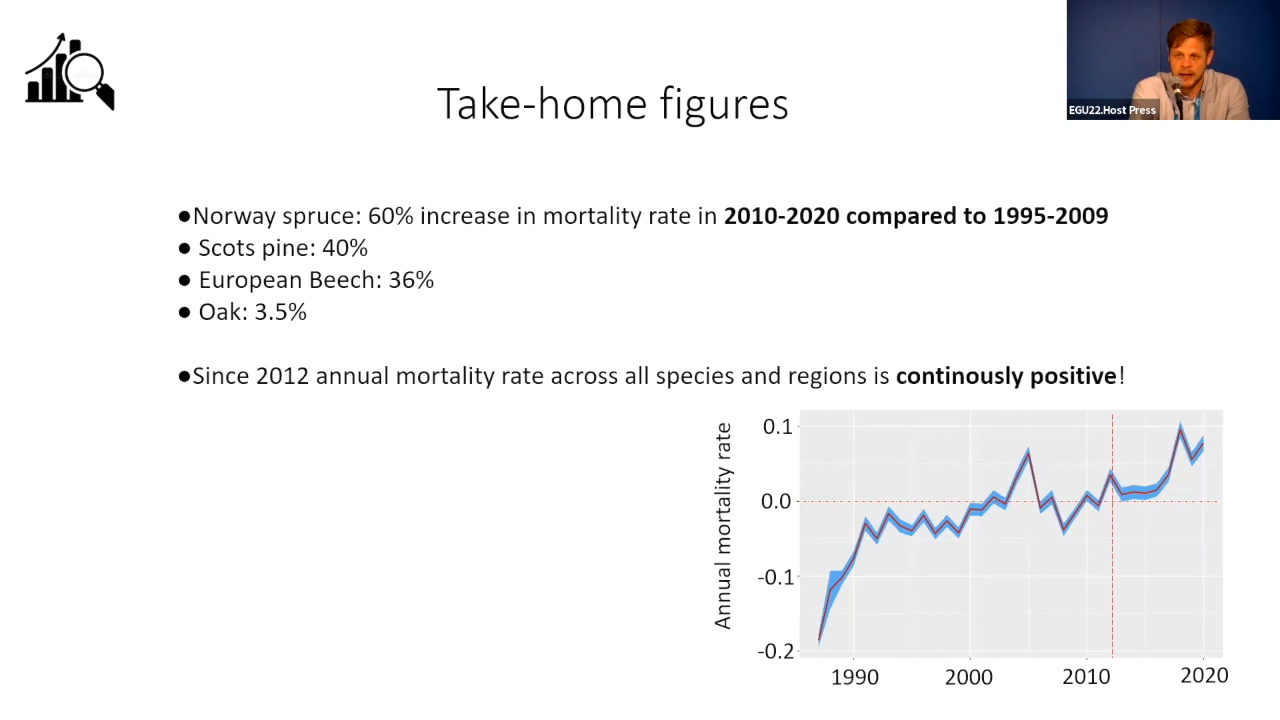 Take-home figures
EGU22.Host Press
●Norway spruce: 60% increase in mortality rate in 2010-2020 compared to 1995-2009
● Scots pine: 40%
● European Beech: 36%
● Oak: 3.5%
●Since 2012 annual mortality rate across all species and regions is continously positive!
Annual mortality rate
0.1
0.0
-0.1
-0.2
1990 2000 2010 2020